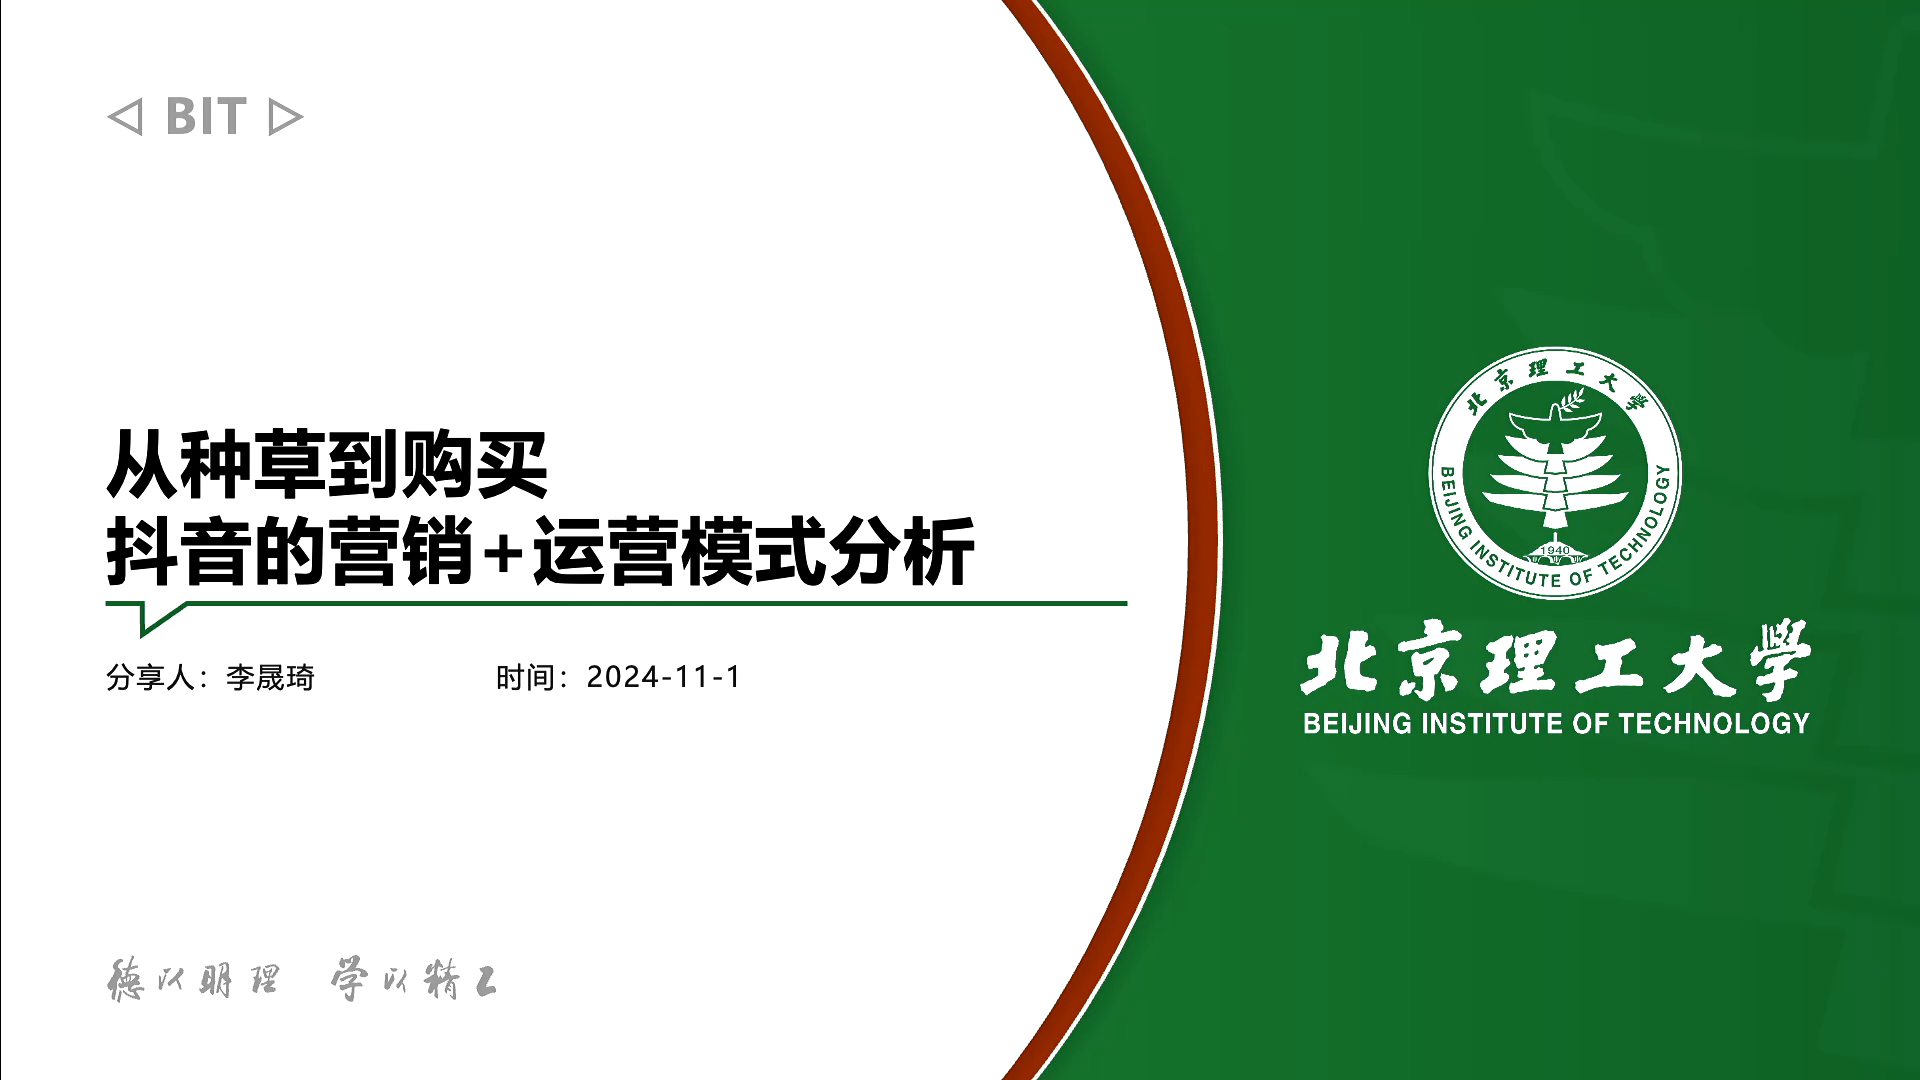 BIT
从种草到购买
抖音的营销+运营模式分析
分享人：李晟琦
时间：2024-11-1
德以明理 学以精工
北京理工大学
BEIJING INSTITUTE OF TECHNOLOGY
1940
北京理工大学
BEIJING INSTITUTE OF TECHNOLOGY